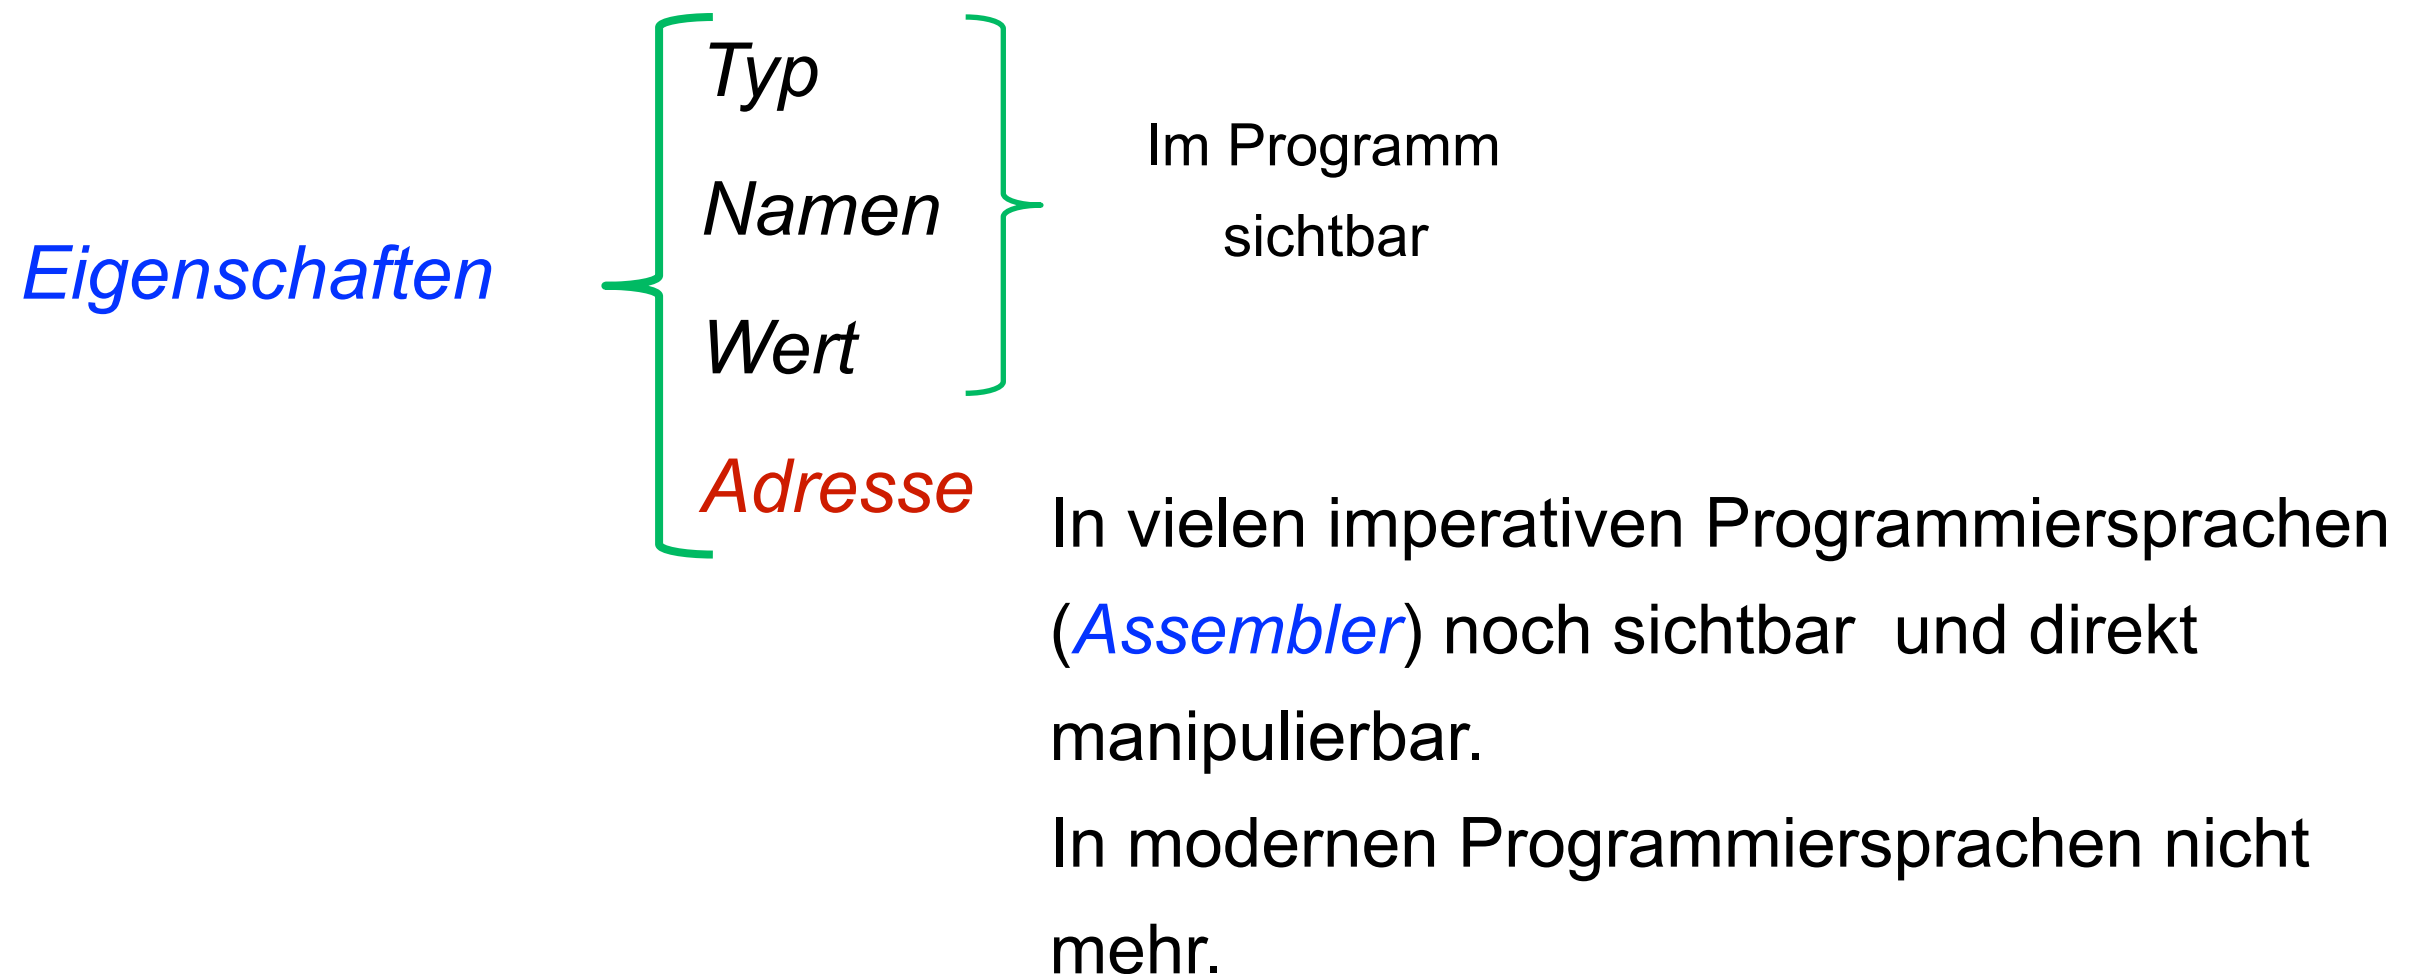 Eigenschaften
Typ
Namen
Wert
Adresse
Im Programm
sichtbar
In vielen imperativen Programmiersprachen
(Assembler) noch sichtbar und direkt
manipulierbar.
In modernen Programmiersprachen nicht
mehr.